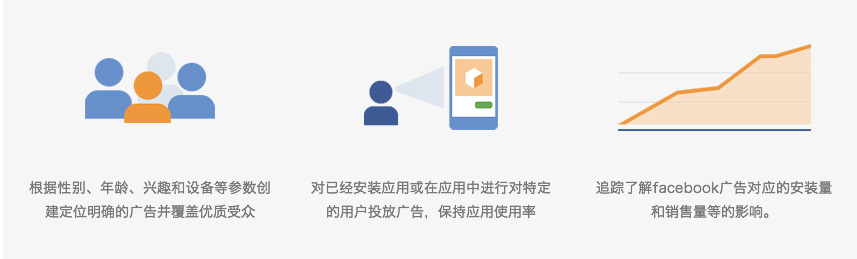 根据性别、年龄、兴趣和设备等参数创
建定位明确的广告并覆盖优质受众
对已经安装应用或在应用中进行对特定
的用户投放广告，保持应用使用率
追踪了解facebook广告对应的安装量
和销售量等的影响。